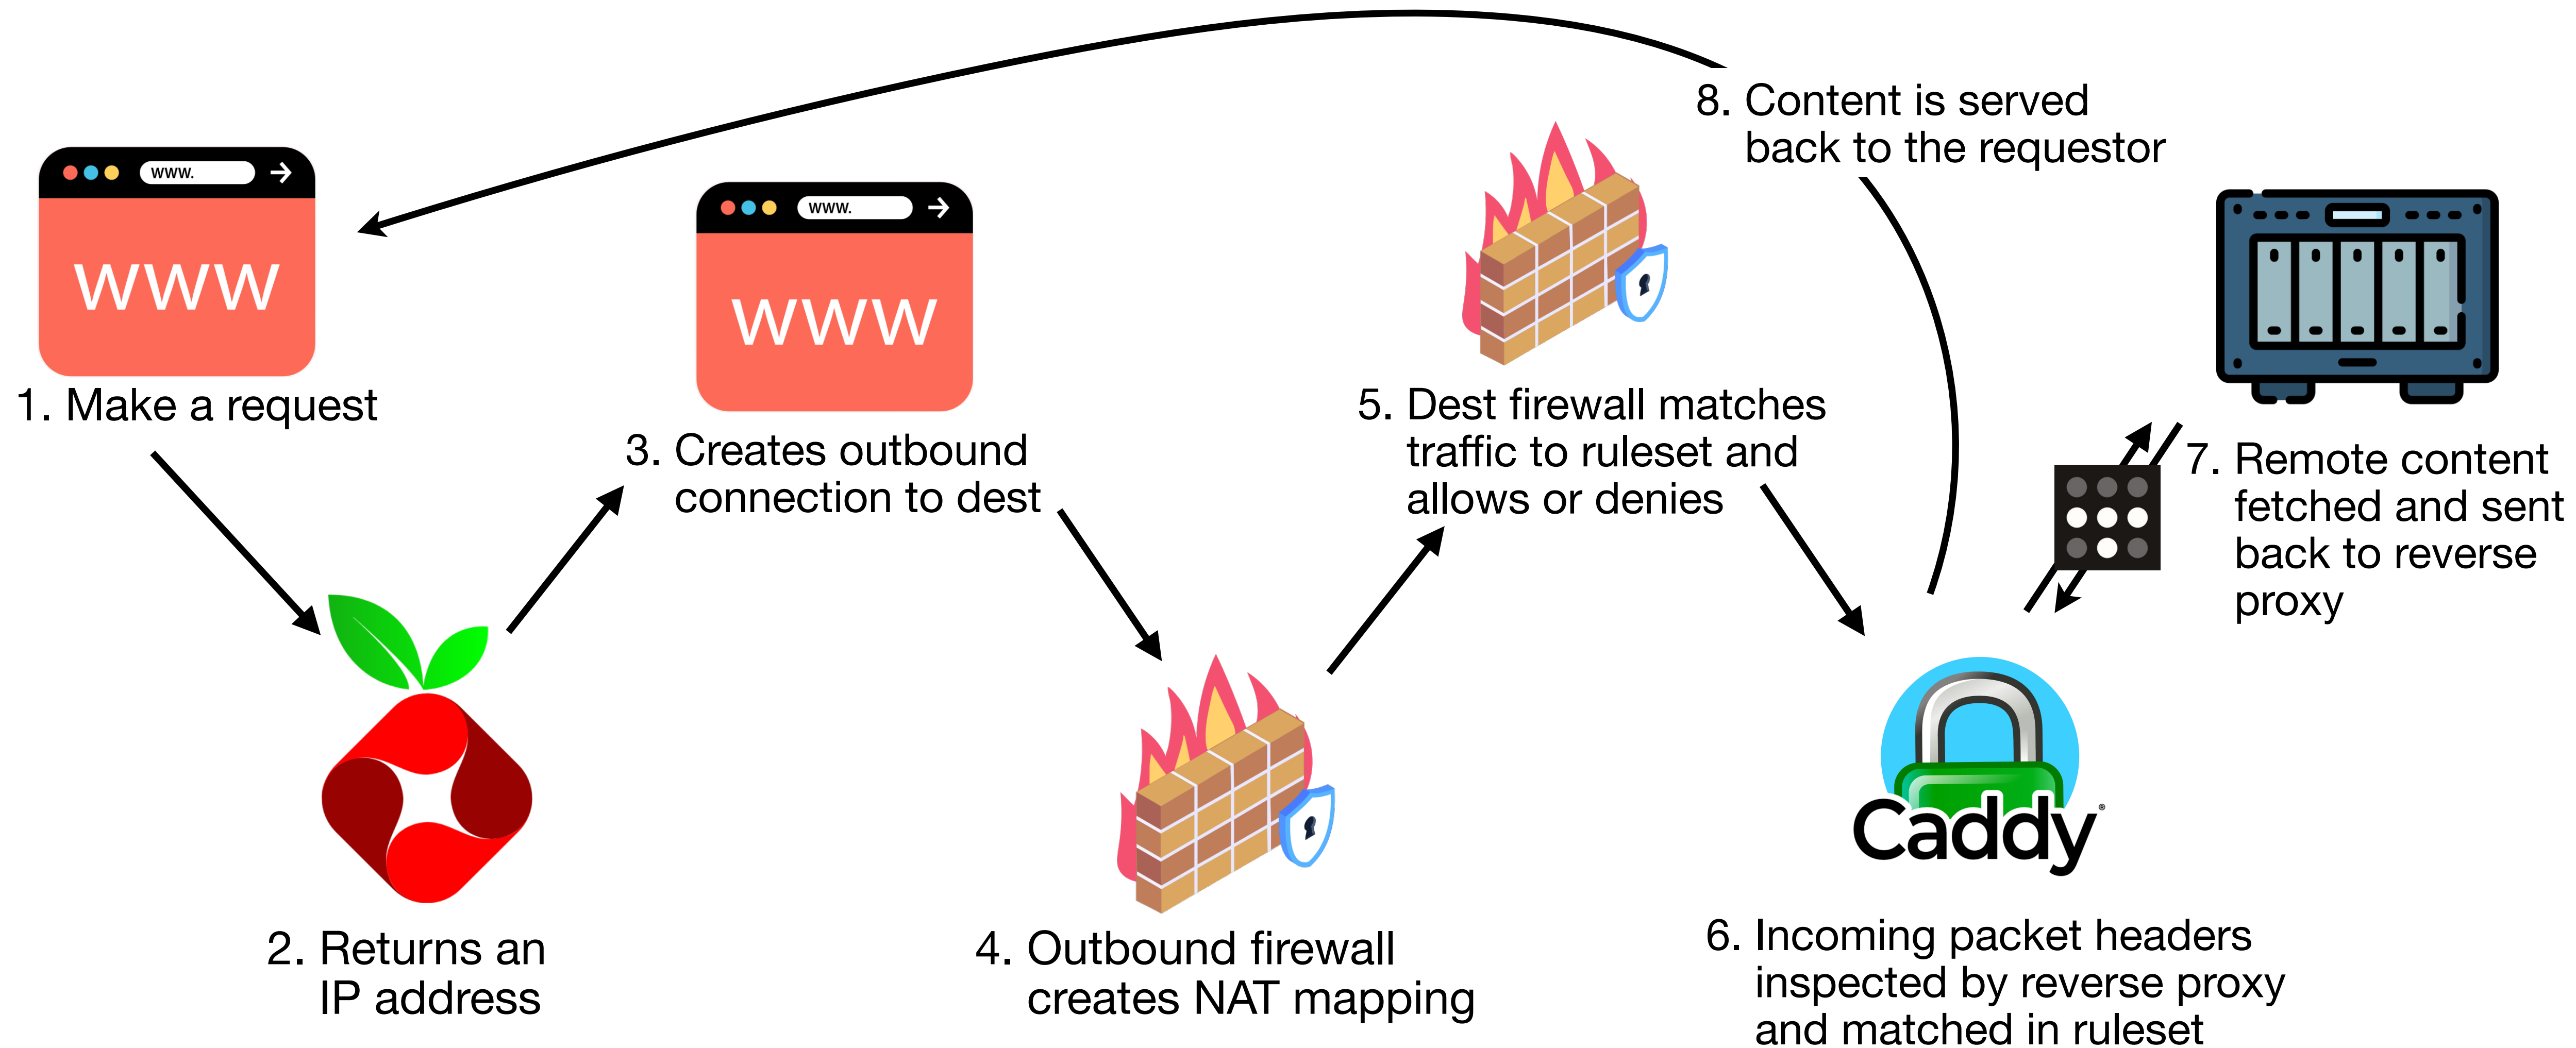 www.
www
1. Make a request
2. Returns an
IP address
www.
www
3. Creates outbound
connection to dest
4. Outbound firewall
creates NAT mapping
5. Dest firewall matches
traffic to ruleset and
allows or denies
Caddy®
6. Incoming packet headers
inspected by reverse proxy
and matched in ruleset
7. Remote content
fetched and sent
back to reverse
proxy
8. Content is served
back to the requestor